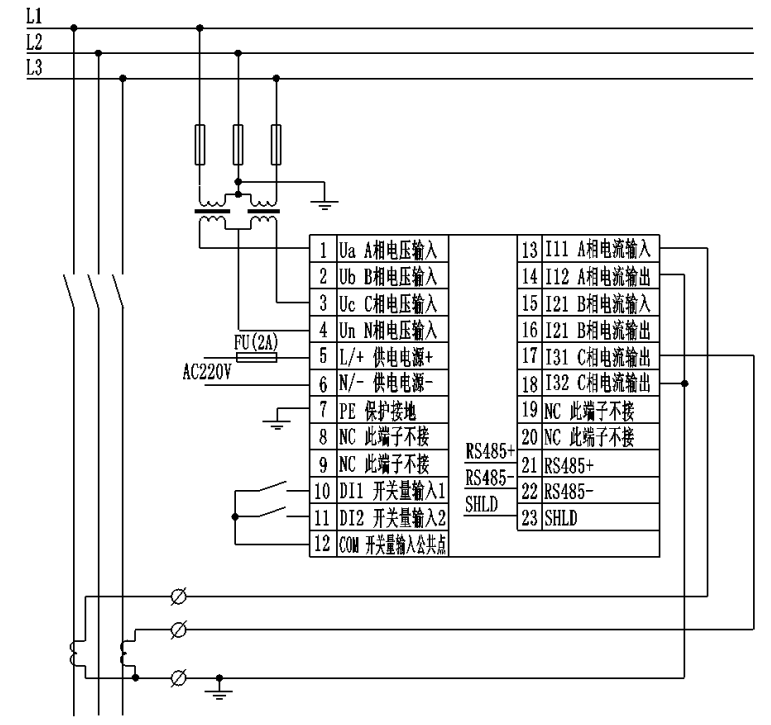 L1
L2
L3
1 Ua A相电压输入
2 Ub B相电压输入
3 Uc C相电压输入
4 Un N相电压输入
FU(2A)
5 L/+ 供电电源+
AC220V
6 N/- 供电电源-
7 PE 保护接地
8 NC 此端子不接
9 NC 此端子不接
10 DI1 开关量输入1
11 DI2 开关量输入2
12 COM 开关量输入公共点
13 I11 A相电流输入
14 I12 A相电流输出
15 I21 B相电流输入
16 I21 B相电流输出
17 I31 C相电流输出
18 I32 C相电流输出
19 NC 此端子不接
20 NC 此端子不接
RS485+
21 RS485+
RS485-
22 RS485-
SHLD
23 SHLD